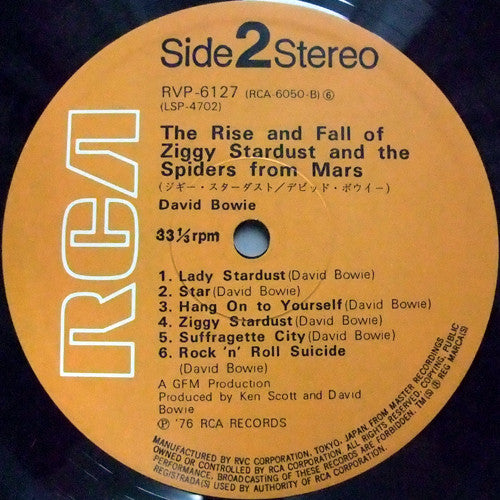 Side 2 Stereo
RVP-6127 (RCA-6050-B) ⑥
(LSP-4702)
The Rise and Fall of
Ziggy Stardust and the
Spiders from Mars
(ジギー・スターダスト/デビッド・ボウイー)
David Bowie
33 1/3 rpm
1. Lady Stardust (David Bowie)
2. Star (David Bowie)
3. Hang On to Yourself (David Bowie)
4. Ziggy Stardust (David Bowie)
5. Suffragette City (David Bowie)
6. Rock 'n' Roll Suicide
(David Bowie)
A GFM Production
Produced by Ken Scott and David
Bowie
Ⓟ '76 RCA RECORDS
RCA
MANUFACTURED BY RVC CORPORATION, TOKYO, JAPAN, FROM MASTER RECORDINGS
OWNED OR CONTROLLED BY RCA CORPORATION. ALL RIGHTS RESERVED. COPYING, PUBLIC
PERFORMANCE, BROADCASTING OF THESE RECORDS ARE FORBIDDEN. TM(S) ® REG MARCA(S)
REGISTRADA(S) USED BY AUTHORITY OF RCA CORPORATION.